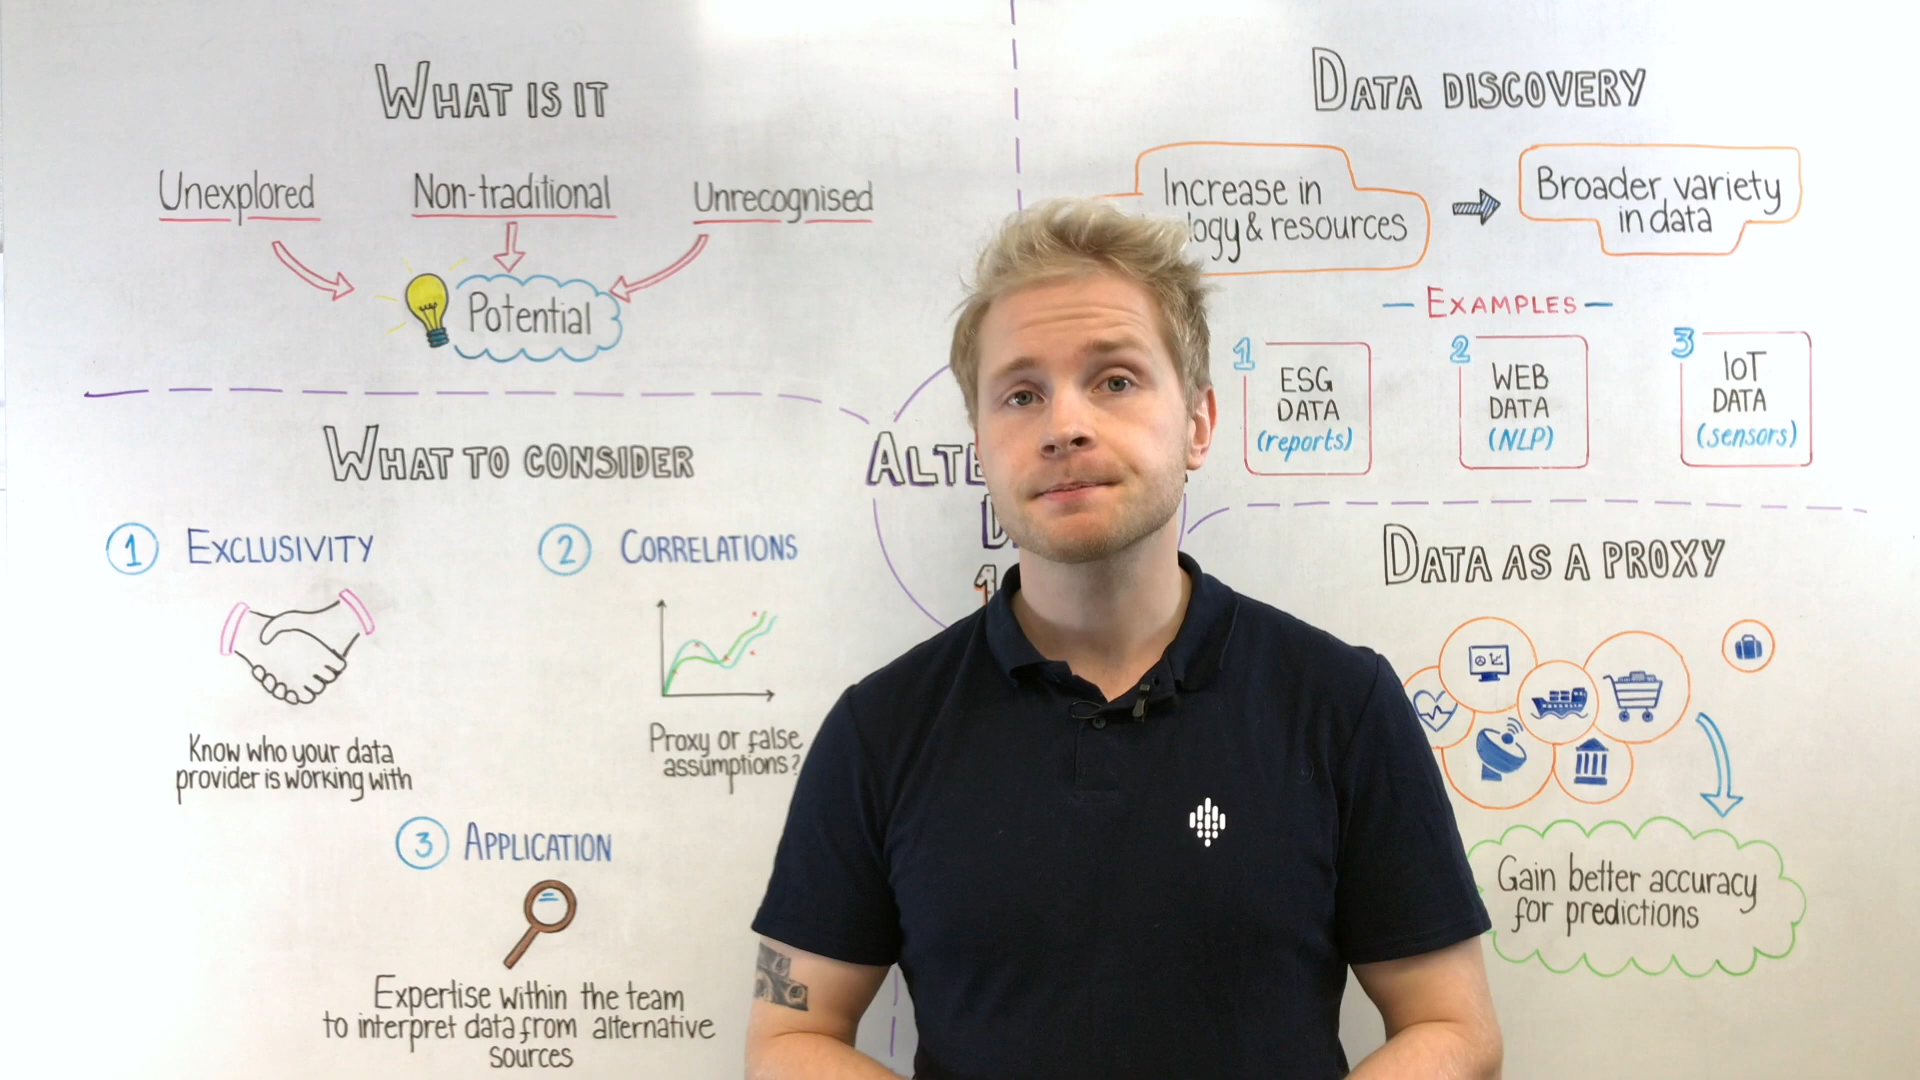 WHAT IS IT
Unexplored
Non-traditional
Unrecognised
Potential
DATA DISCOVERY
Increase in
& resources
Broader variety
in data
EXAMPLES
1
ESG
DATA
(reports)
2
WEB
DATA
(NLP)
3
IoT
DATA
(sensors)
WHAT TO CONSIDER
1 EXCLUSIVITY
Know who your data
provider is working with
2 CORRELATIONS
Proxy or false
assumptions?
3 APPLICATION
Expertise within the team
to interpret data from alternative
sources
DATA AS A PROXY
Gain better accuracy
for predictions